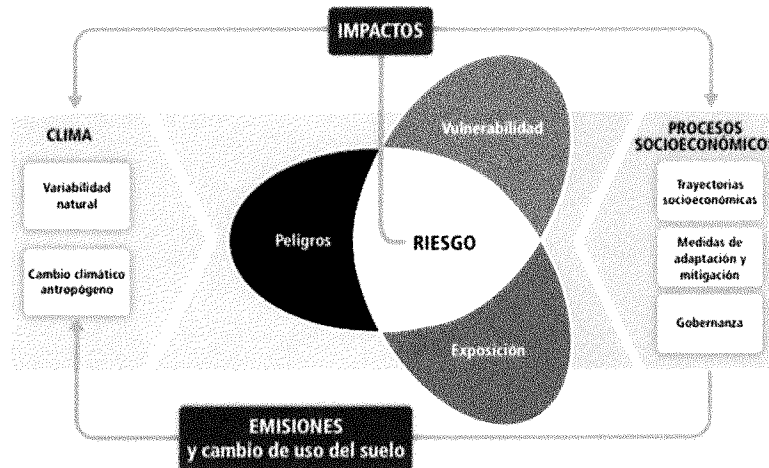 IMPACTOS
CLIMA
Variabilidad
natural
Cambio climático
antropógeno
Vulnerabilidad
Peligros
RIESGO
Exposición
PROCESOS
SOCIOECONÓMICOS
Trayectorias
socioeconómicas
Medidas de
adaptación y
mitigación
Gobernanza
EMISIONES
y cambio de uso del suelo